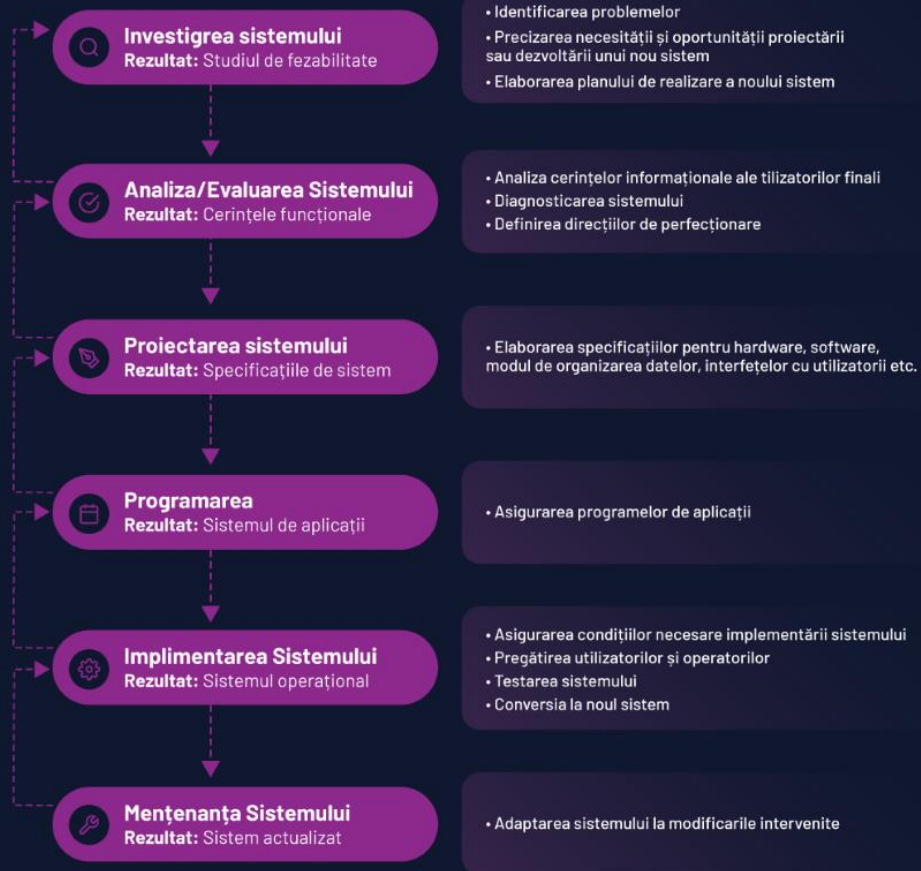 Investigrea sistemului
Rezultat: Studiul de fezabilitate
• Identificarea problemelor
• Precizarea necesității și oportunității proiectării
sau dezvoltării unui nou sistem
• Elaborarea planului de realizare a noului sistem
Analiza/Evaluarea Sistemului
Rezultat: Cerințele funcționale
• Analiza cerințelor informaționale ale tilizatorilor finali
• Diagnosticarea sistemului
• Definirea direcțiilor de perfecționare
Proiectarea sistemului
Rezultat: Specificațiile de sistem
• Elaborarea specificațiilor pentru hardware, software,
modul de organizarea datelor, interfețelor cu utilizatorii etc.
Programarea
Rezultat: Sistemul de aplicații
• Asigurarea programelor de aplicații
Implimentarea Sistemului
Rezultat: Sistemul operațional
• Asigurarea condițiilor necesare implementării sistemului
• Pregătirea utilizatorilor și operatorilor
• Testarea sistemului
• Conversia la noul sistem
Mențenanța Sistemului
Rezultat: Sistem actualizat
• Adaptarea sistemului la modificarile intervenite